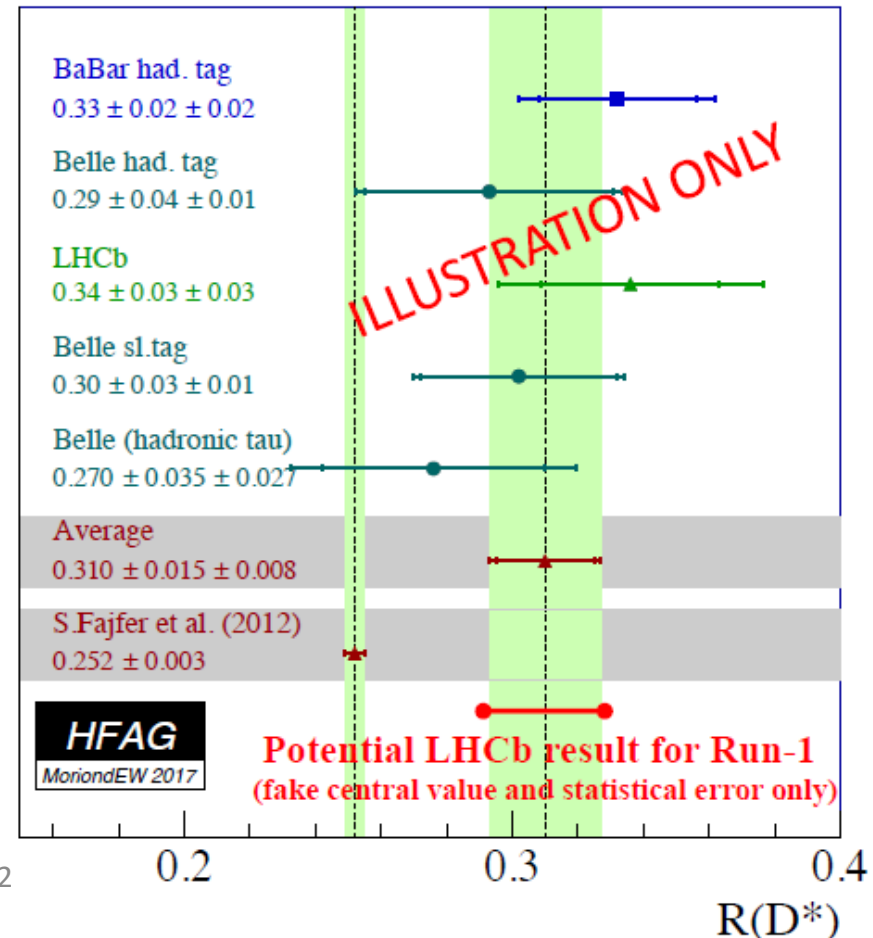 BaBar had. tag
0.33 ± 0.02 ± 0.02
Belle had. tag
0.29 ± 0.04 ± 0.01
ILLUSTRATION ONLY
LHCb
0.34 ± 0.03 ± 0.03
Belle sl.tag
0.30 ± 0.03 ± 0.01
Belle (hadronic tau)
0.270 ± 0.035 ± 0.027
Average
0.310 ± 0.015 ± 0.008
S.Fajfer et al. (2012)
0.252 ± 0.003
HFAG
MoriondEW 2017
Potential LHCb result for Run-1
(fake central value and statistical error only)
2
0.2 0.3 0.4
R(D*)